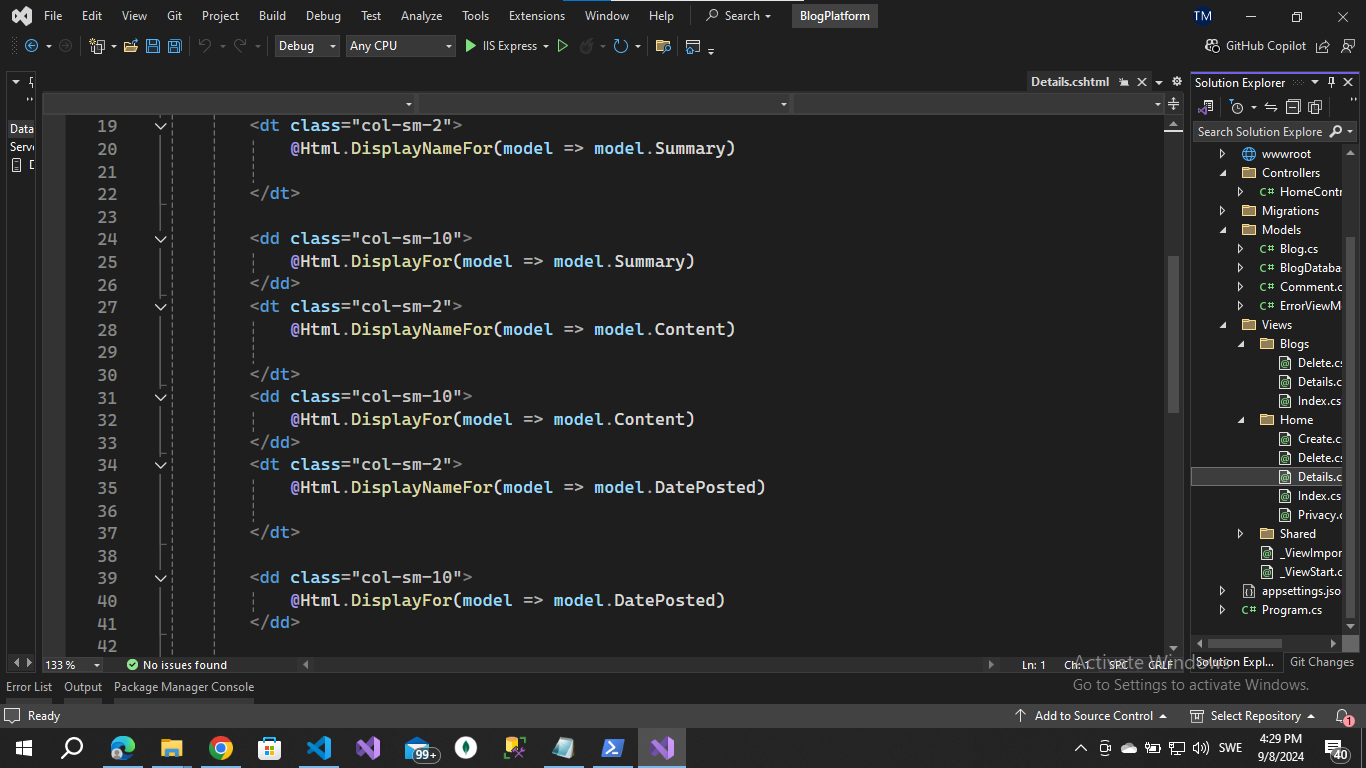 File Edit View Git Project Build Debug Test Analyze Tools Extensions Window Help Search BlogPlatform TM
Debug Any CPU IIS Express GitHub Copilot
Details.cshtml
Data
Serv
19 <dt class="col-sm-2">
20 @Html.DisplayNameFor(model => model.Summary)
21
22 </dt>
23
24 <dd class="col-sm-10">
25 @Html.DisplayFor(model => model.Summary)
26 </dd>
27 <dt class="col-sm-2">
28 @Html.DisplayNameFor(model => model.Content)
29
30 </dt>
31 <dd class="col-sm-10">
32 @Html.DisplayFor(model => model.Content)
33 </dd>
34 <dt class="col-sm-2">
35 @Html.DisplayNameFor(model => model.DatePosted)
36
37 </dt>
38
39 <dd class="col-sm-10">
40 @Html.DisplayFor(model => model.DatePosted)
41 </dd>
42
133 % No issues found Ln: 1 Ch: 1 SPC CRLF
Solution Explorer
Search Solution Explore
wwwroot
Controllers
C# HomeContr
Migrations
Models
C# Blog.cs
C# BlogDataba
C# Comment.c
C# ErrorViewM
Views
Blogs
Delete.cs
Details.c
Index.cs
Home
Create.c
Delete.cs
Details.c
Index.cs
Privacy.c
Shared
_ViewImpor
_ViewStart.c
appsettings.jso
C# Program.cs
Solution Expl... Git Changes
Activate Windows
Go to Settings to activate Windows.
Error List Output Package Manager Console
Ready Add to Source Control Select Repository 1
99+ SWE 4:29 PM
9/8/2024 40